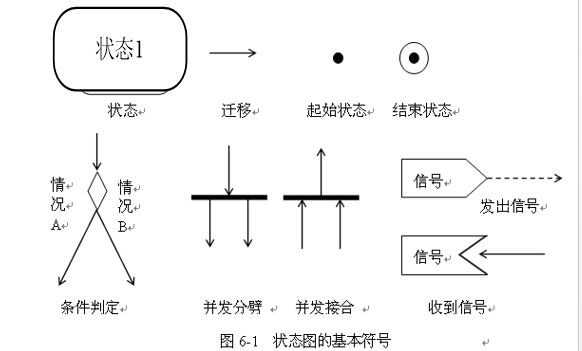 状态1
状态 迁移 起始状态 结束状态
情况A
情况B
信号
发出信号
信号
条件判定 并发分劈 并发接合 收到信号
图 6-1 状态图的基本符号